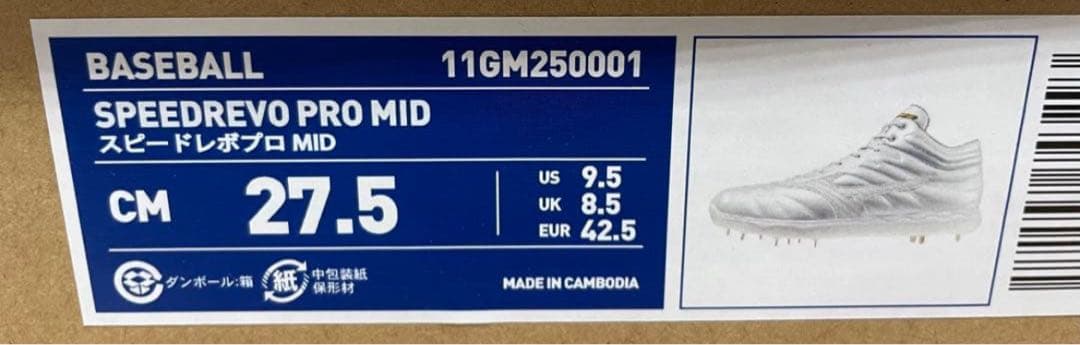 BASEBALL 11GM250001
SPEEDREVO PRO MID
スピードレボプロ MID
CM 27.5
US 9.5
UK 8.5
EUR 42.5
ダンボール:箱
紙 中包装紙
保形材
MADE IN CAMBODIA